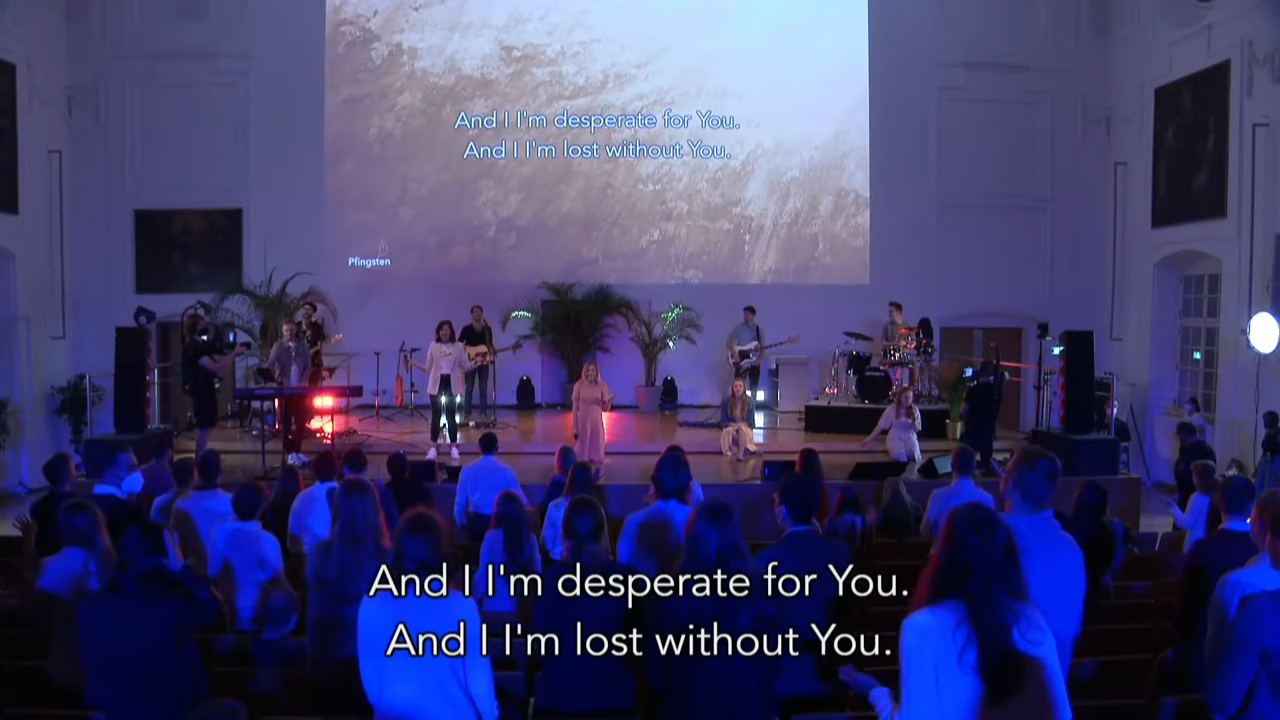 And I I'm desperate for You.
And I I'm lost without You.
Pfingsten
And I I'm desperate for You.
And I I'm lost without You.